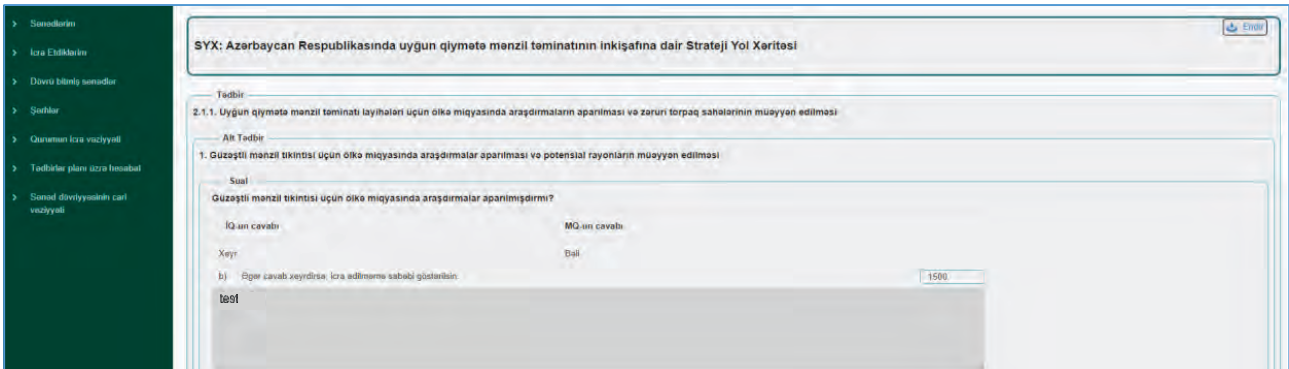 Sənədlərim
İcra Etdiklərim
Dövrü bitmiş sənədlər
Şərhlər
Qurumun icra vəziyyəti
Tədbirlər planı üzrə hesabat
Sənəd dövriyyəsinin cari
vəziyyəti
Endir
SYX: Azərbaycan Respublikasında uyğun qiymətə mənzil təminatının inkişafına dair Strateji Yol Xəritəsi
Tədbir
2.1.1. Uyğun qiymətə mənzil təminatı layihələri üçün ölkə miqyasında araşdırmaların aparılması və zəruri torpaq sahələrinin müəyyən edilməsi
Alt Tədbir
1. Güzəştli mənzil tikintisi üçün ölkə miqyasında araşdırmalar aparılması və potensial rayonların müəyyən edilməsi
Sual
Güzəştli mənzil tikintisi üçün ölkə miqyasında araşdırmalar aparılmışdırmı?
İQ-un cavabı MQ-un cavabı
Xeyr Bəli
b) Əgər cavab xeyrdirsə, icra edilməmə səbəbi göstərilsin 1500
test